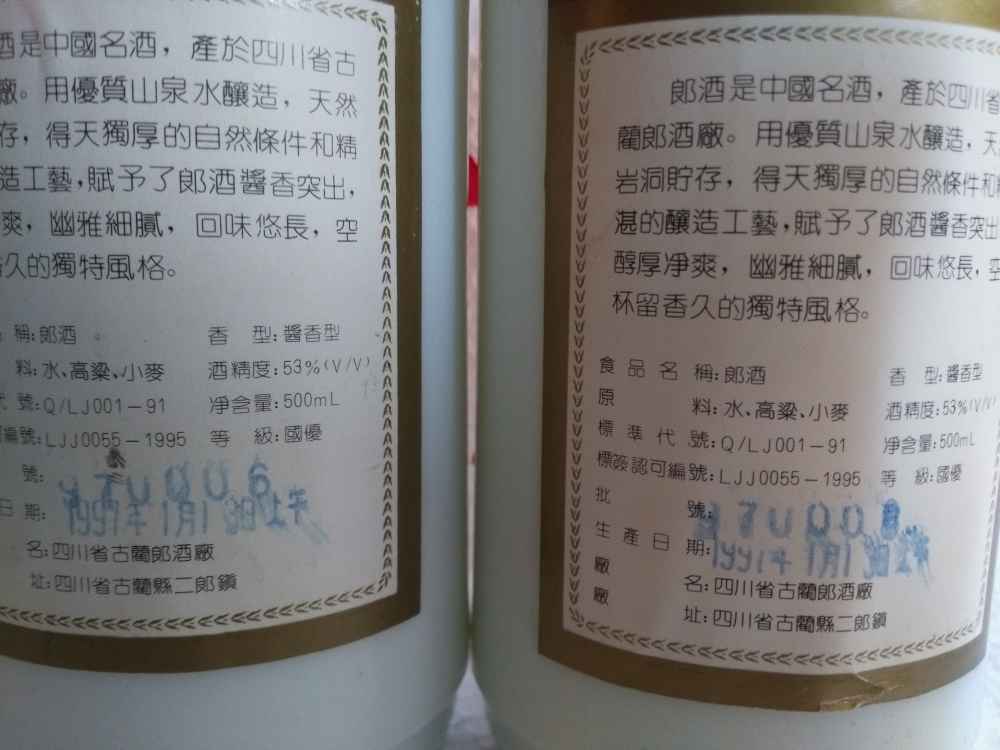 酒是中國名酒，產於四川省古
廠。用優質山泉水釀造，天然
存，得天獨厚的自然條件和精
造工藝，賦予了郎酒醬香突出，
爽，幽雅細膩，回味悠長，空
久的獨特風格。
稱:郎酒 香 型:醬香型
料:水、高粱、小麥 酒精度:53%(V/V)
號:Q/LJ001-91 凈含量:500mL
編號:LJJ0055-1995 等 級:國優
號:
日 期: 1997年1月1
名:四川省古藺郎酒廠
址:四川省古藺縣二郎鎮
郎酒是中國名酒，產於四川省
藺郎酒廠。用優質山泉水釀造，天
岩洞貯存，得天獨厚的自然條件和
湛的釀造工藝，賦予了郎酒醬香突出
醇厚凈爽，幽雅細膩，回味悠長，空
杯留香久的獨特風格。
食品名稱:郎酒 香 型:醬香型
原 料:水、高粱、小麥 酒精度:53%(V/V)
標準代號:Q/LJ001-91 凈含量:500mL
標簽認可編號:LJJ0055-1995 等 級:國優
批 號:
生產日期: 199
廠 名:四川省古藺郎酒廠
廠 址:四川省古藺縣二郎鎮